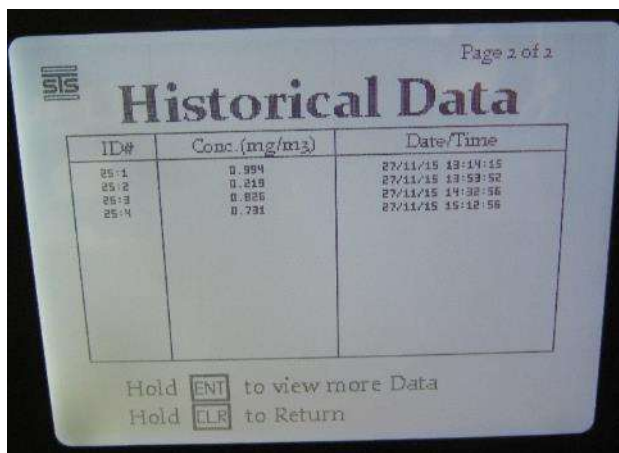 Page 2 of 2
STS
Historical Data
ID# Conc.(mg/m3) Date/Time
25:1 0.994 27/11/15 13:14:15
25:2 0.219 27/11/15 13:53:52
25:3 0.826 27/11/15 14:32:56
25:4 0.731 27/11/15 15:12:56
Hold ENT to view more Data
Hold CLR to Return